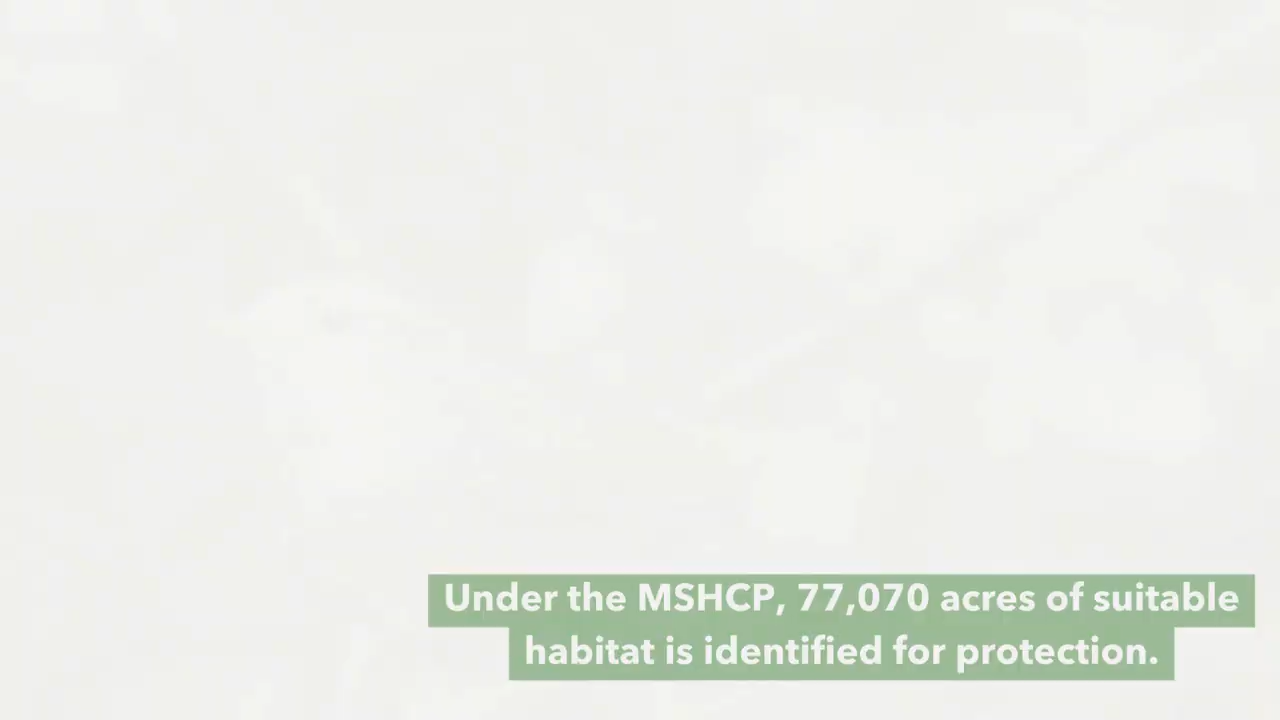 Under the MSHCP, 77,070 acres of suitable
habitat is identified for protection.